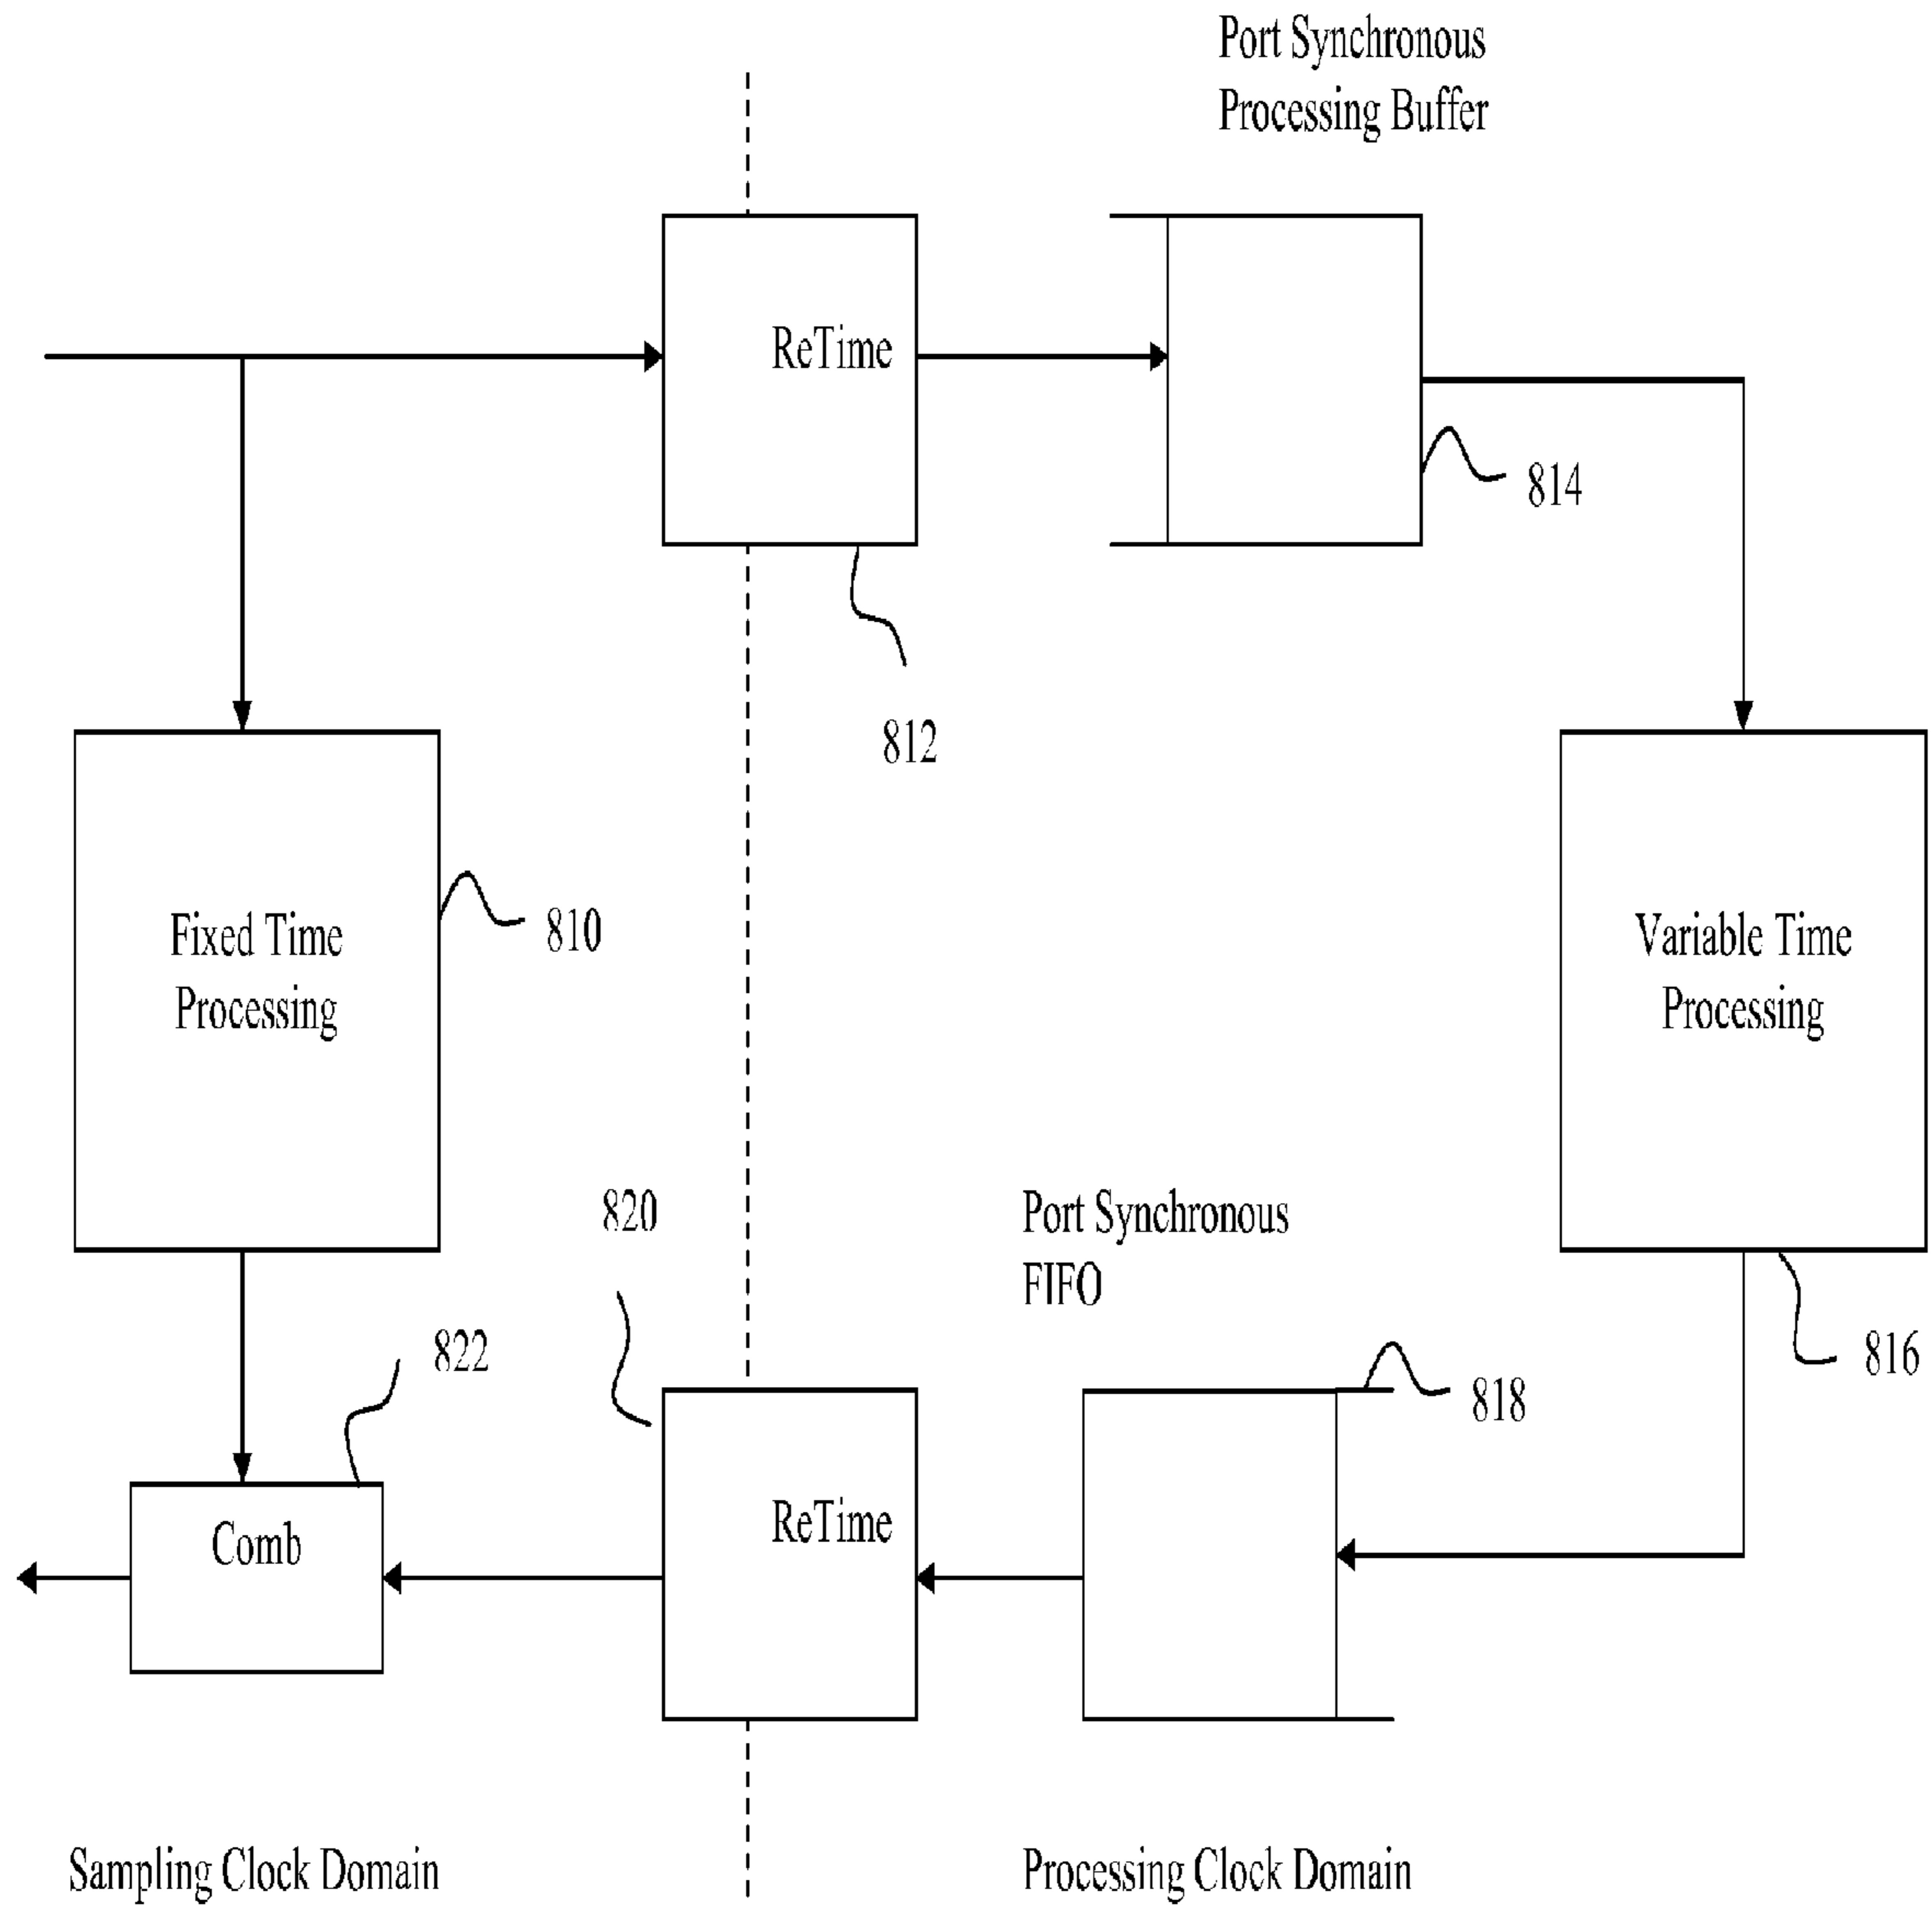 Port Synchronous
Processing Buffer
ReTime
814
812
Fixed Time
Processing
810
Variable Time
Processing
820
Port Synchronous
FIFO
822
816
818
Comb
ReTime
Sampling Clock Domain
Processing Clock Domain